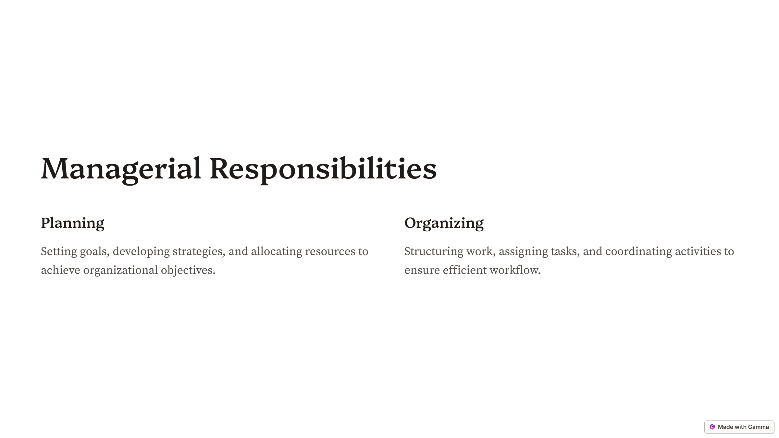 Managerial Responsibilities
Planning
Setting goals, developing strategies, and allocating resources to
achieve organizational objectives.
Organizing
Structuring work, assigning tasks, and coordinating activities to
ensure efficient workflow.
Made with Gamma